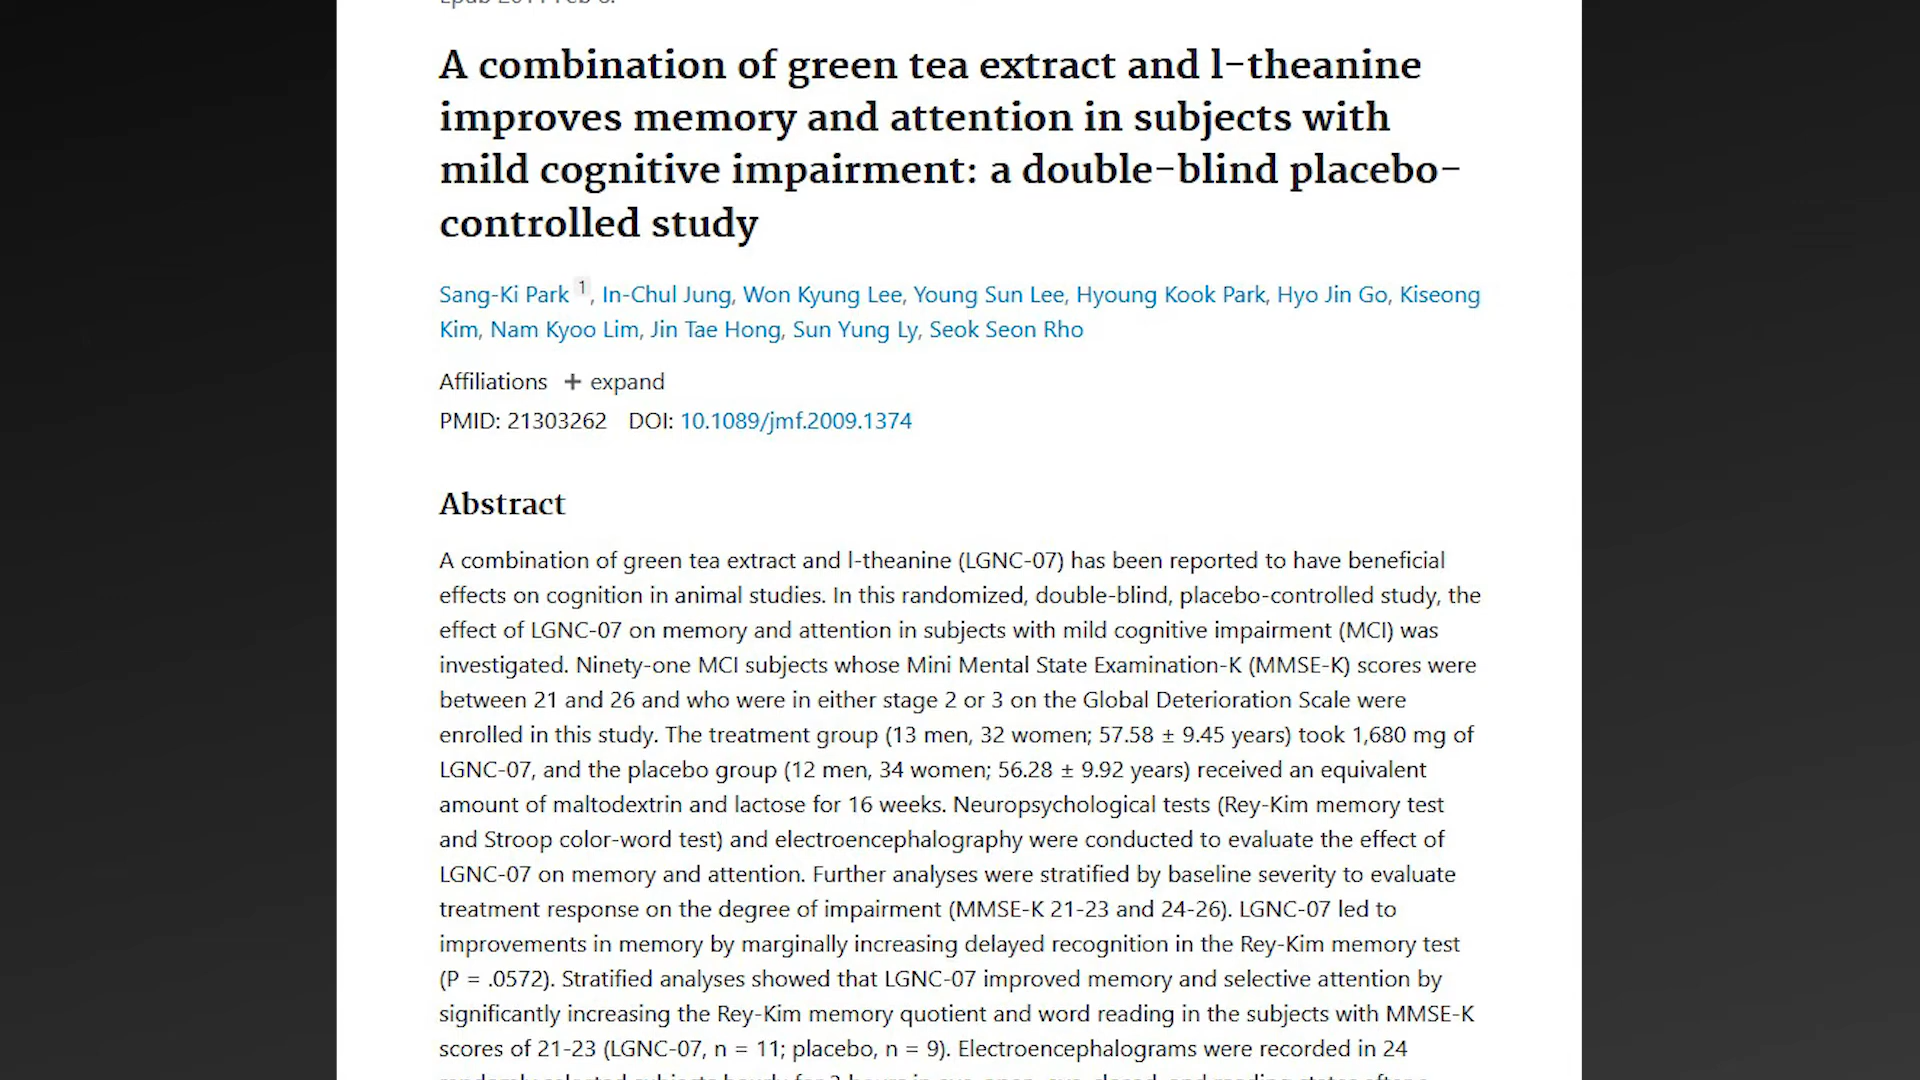 A combination of green tea extract and l-theanine
improves memory and attention in subjects with
mild cognitive impairment: a double-blind placebo-
controlled study
Sang-Ki Park 1, In-Chul Jung, Won Kyung Lee, Young Sun Lee, Hyoung Kook Park, Hyo Jin Go, Kiseong
Kim, Nam Kyoo Lim, Jin Tae Hong, Sun Yung Ly, Seok Seon Rho
Affiliations + expand
PMID: 21303262 DOI: 10.1089/jmf.2009.1374
Abstract
A combination of green tea extract and l-theanine (LGNC-07) has been reported to have beneficial
effects on cognition in animal studies. In this randomized, double-blind, placebo-controlled study, the
effect of LGNC-07 on memory and attention in subjects with mild cognitive impairment (MCI) was
investigated. Ninety-one MCI subjects whose Mini Mental State Examination-K (MMSE-K) scores were
between 21 and 26 and who were in either stage 2 or 3 on the Global Deterioration Scale were
enrolled in this study. The treatment group (13 men, 32 women; 57.58 ± 9.45 years) took 1,680 mg of
LGNC-07, and the placebo group (12 men, 34 women; 56.28 ± 9.92 years) received an equivalent
amount of maltodextrin and lactose for 16 weeks. Neuropsychological tests (Rey-Kim memory test
and Stroop color-word test) and electroencephalography were conducted to evaluate the effect of
LGNC-07 on memory and attention. Further analyses were stratified by baseline severity to evaluate
treatment response on the degree of impairment (MMSE-K 21-23 and 24-26). LGNC-07 led to
improvements in memory by marginally increasing delayed recognition in the Rey-Kim memory test
(P = .0572). Stratified analyses showed that LGNC-07 improved memory and selective attention by
significantly increasing the Rey-Kim memory quotient and word reading in the subjects with MMSE-K
scores of 21-23 (LGNC-07, n = 11; placebo, n = 9). Electroencephalograms were recorded in 24